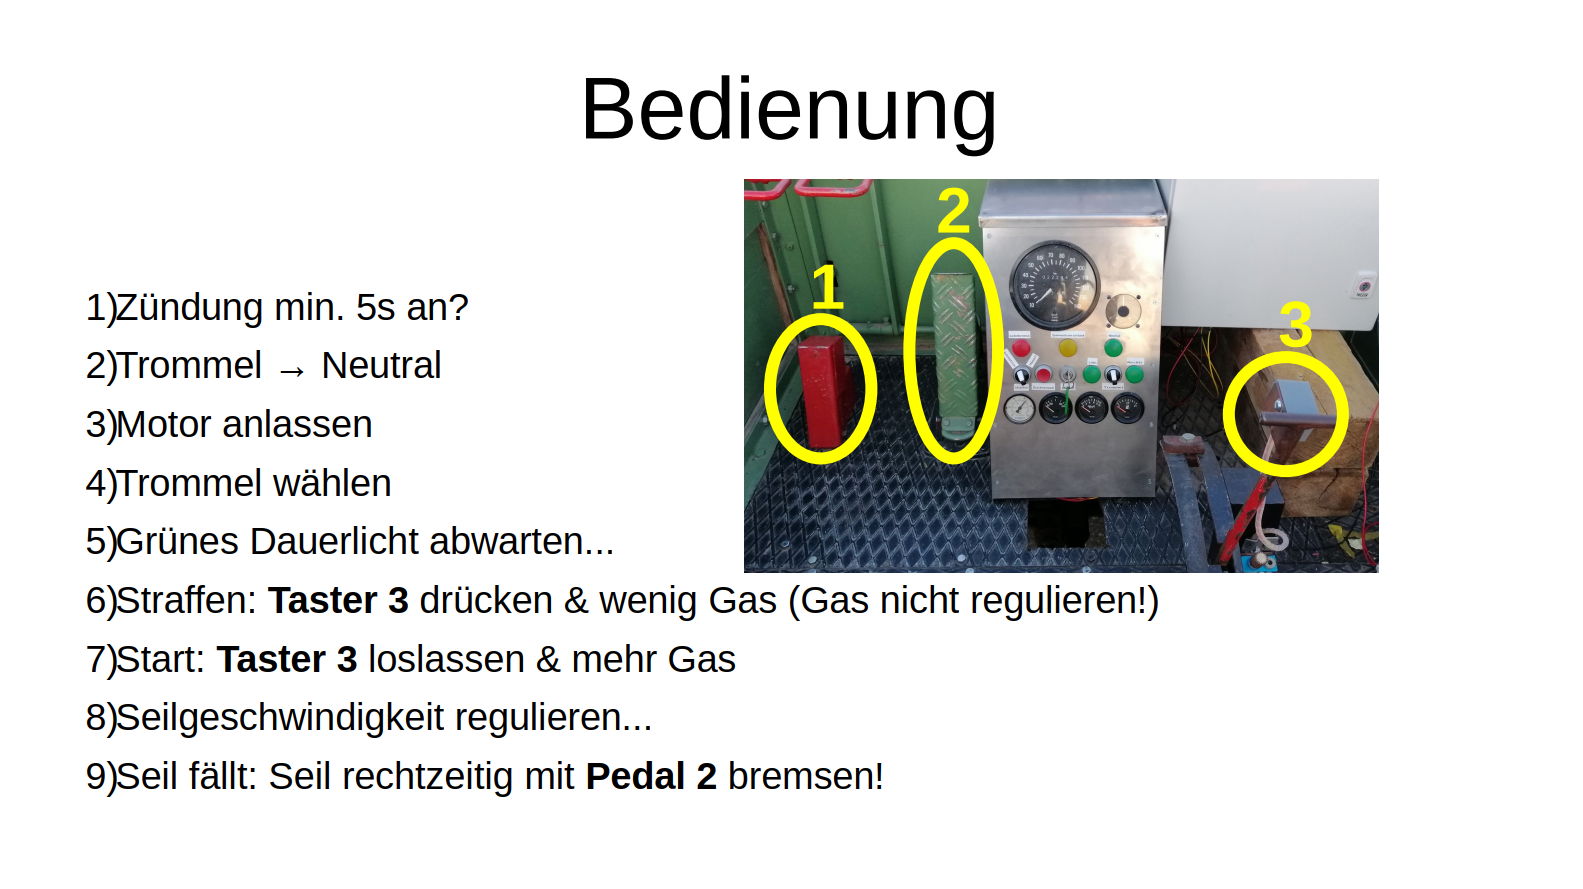 Bedienung
1
2
3
1)Zündung min. 5s an?
2)Trommel → Neutral
3)Motor anlassen
4)Trommel wählen
5)Grünes Dauerlicht abwarten...
6)Straffen: Taster 3 drücken & wenig Gas (Gas nicht regulieren!)
7)Start: Taster 3 loslassen & mehr Gas
8)Seilgeschwindigkeit regulieren...
9)Seil fällt: Seil rechtzeitig mit Pedal 2 bremsen!